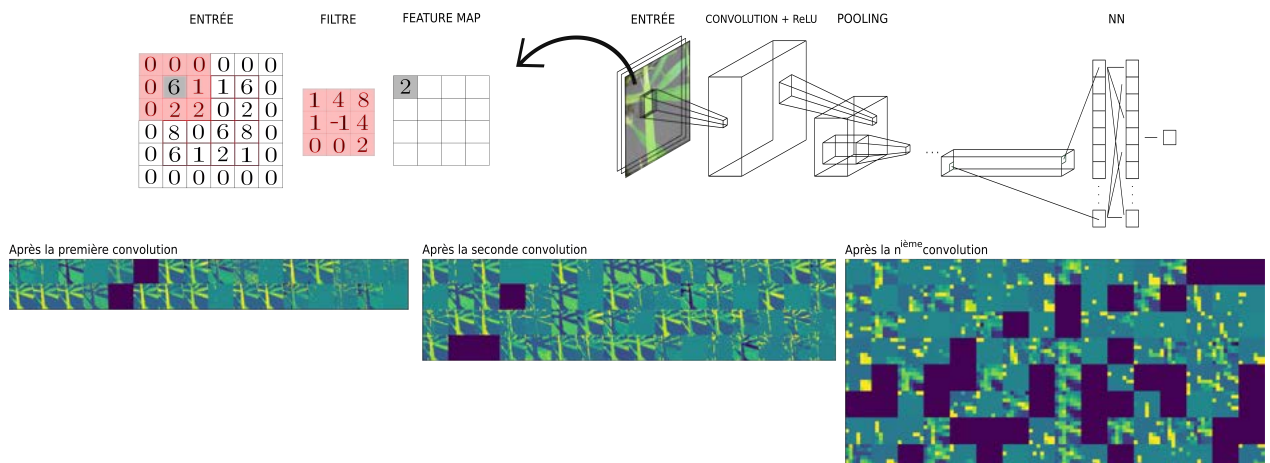 ENTRÉE
FILTRE
FEATURE MAP
ENTRÉE
CONVOLUTION + ReLU
POOLING
NN
0 0 0 0 0 0
0 6 1 1 6 0
0 2 2 0 2 0
0 8 0 6 8 0
0 6 1 2 1 0
0 0 0 0 0 0
1 4 8
1 -1 4
0 0 2
2
...
Après la première convolution
Après la seconde convolution
Après la nième convolution